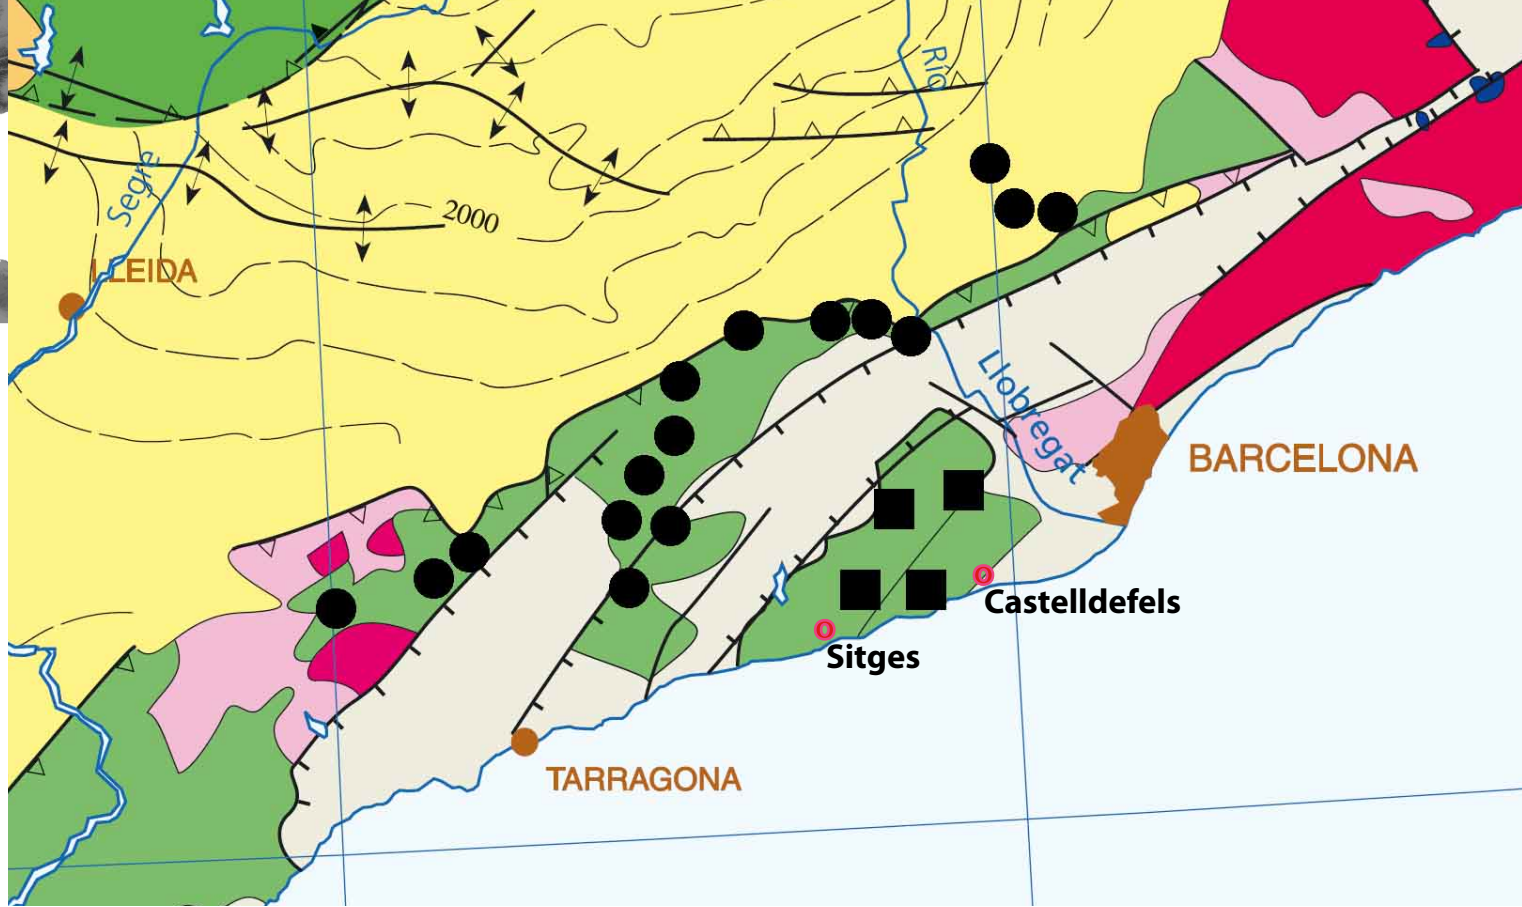 Río
Segre
2000
LLEIDA
Llobregat
BARCELONA
Castelldefels
Sitges
TARRAGONA